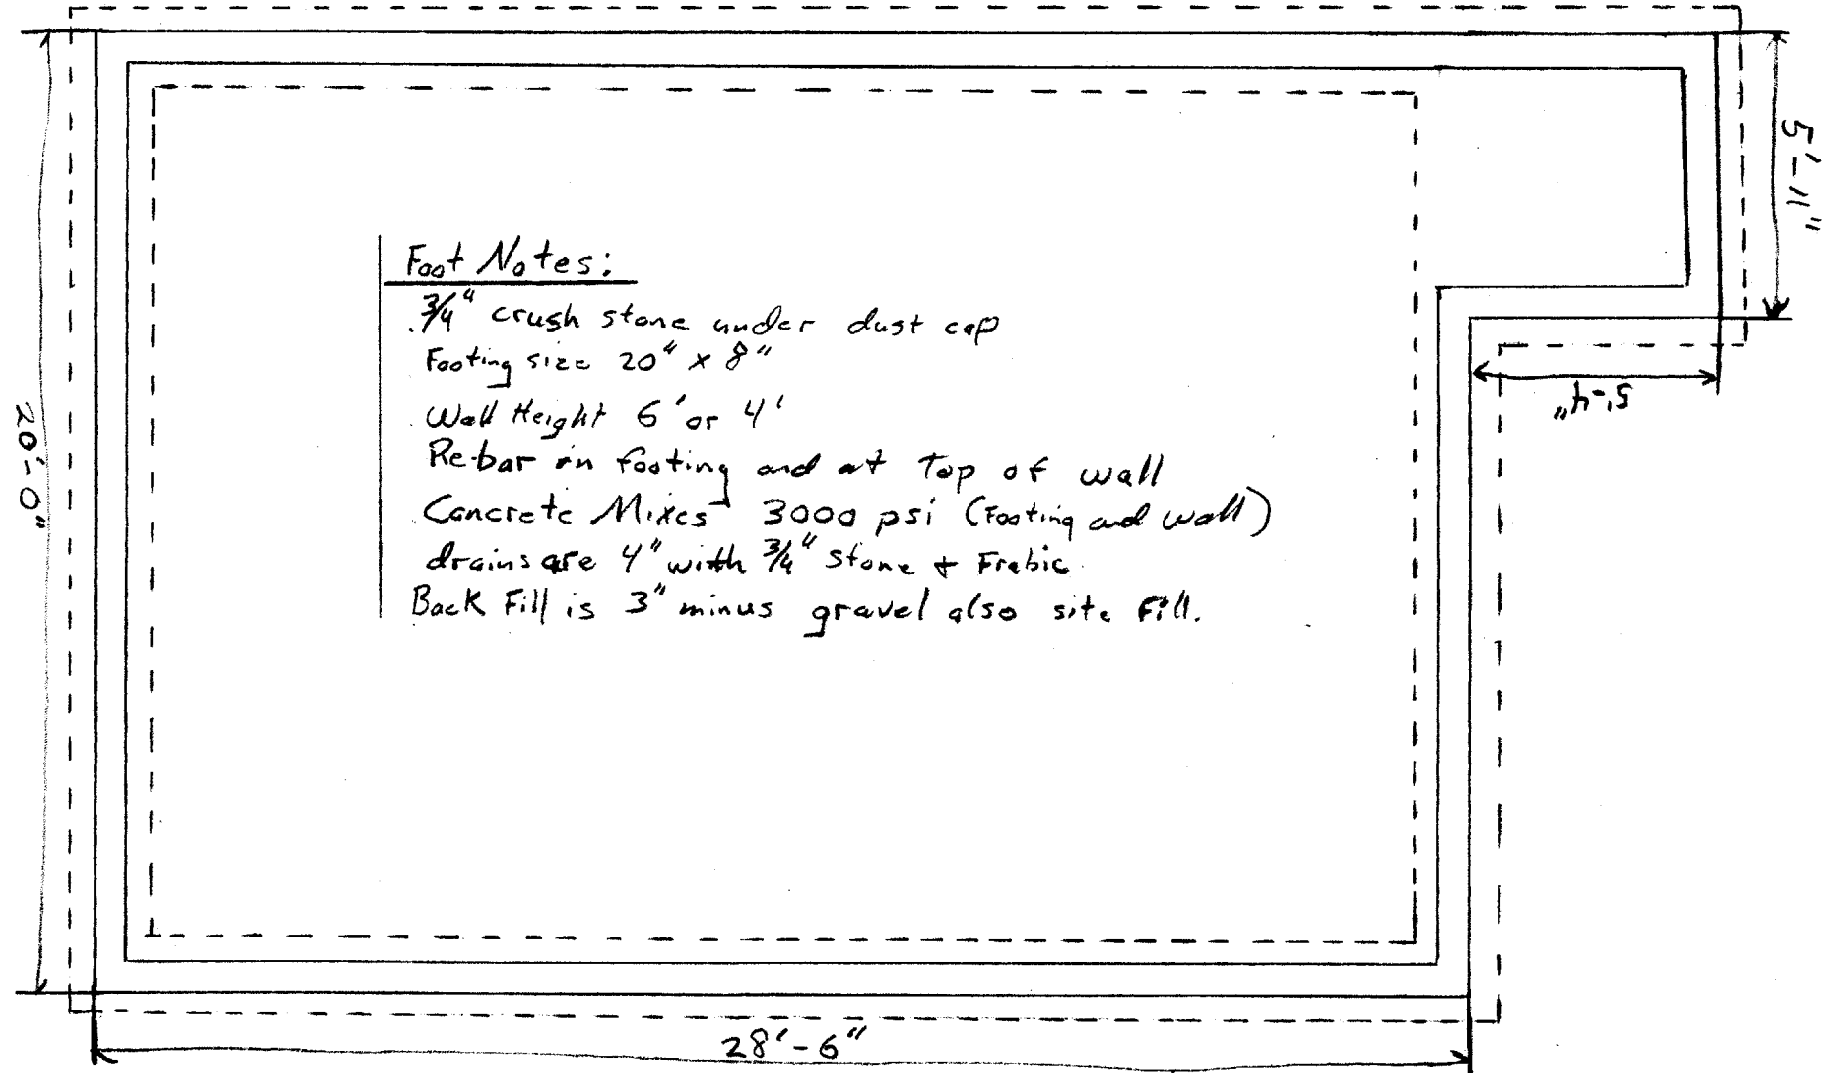 5'-11"
Foot Notes:
3/4" crush stone under dust cap
Footing size 20" x 8"
5'-4"
Wall Height 6' or 4'
20'-0"
Re-bar in footing and at Top of wall
Concrete Mixes 3000 psi (Footing and wall)
drains are 4" with 3/4" stone + Frabic
Back Fill is 3" minus gravel also site Fill.
28'-6"